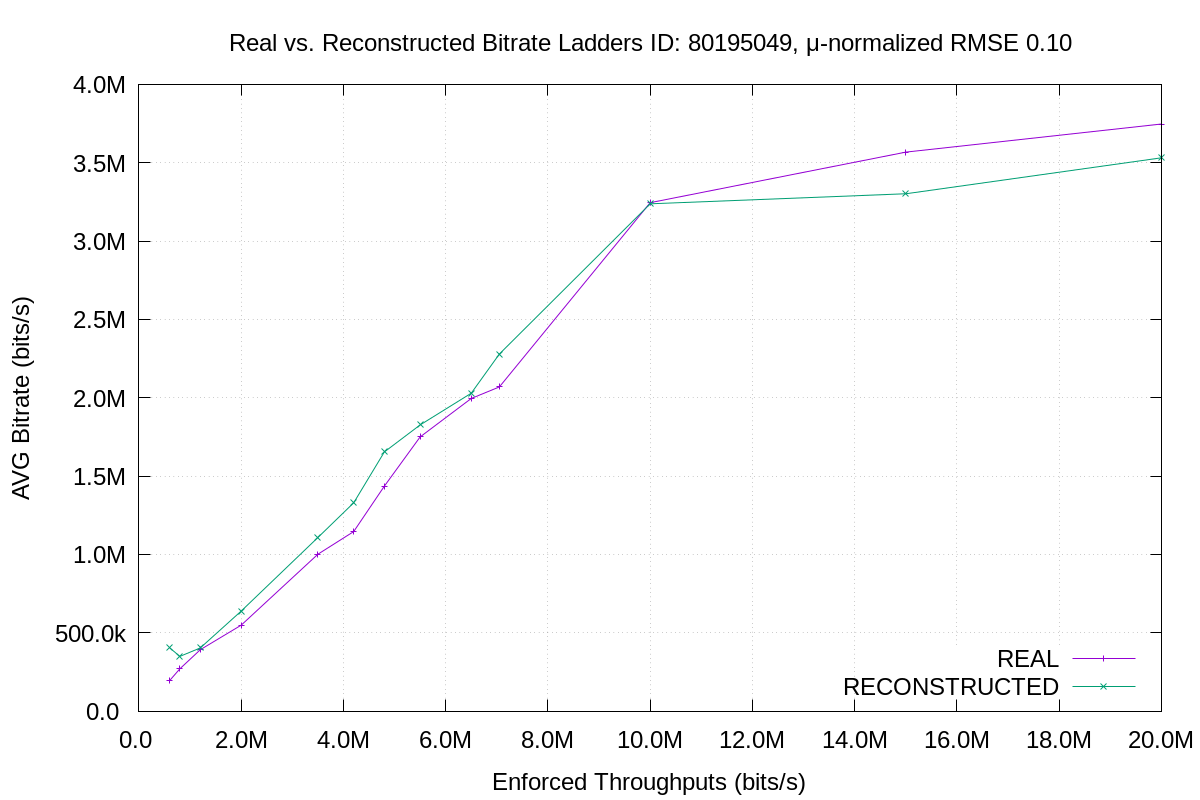 Real vs. Reconstructed Bitrate Ladders ID: 80195049, μ-normalized RMSE 0.10
4.0M
3.5M
3.0M
2.5M
2.0M
1.5M
1.0M
500.0k
0.0
AVG Bitrate (bits/s)
REAL
RECONSTRUCTED
0.0 2.0M 4.0M 6.0M 8.0M 10.0M 12.0M 14.0M 16.0M 18.0M 20.0M
Enforced Throughputs (bits/s)